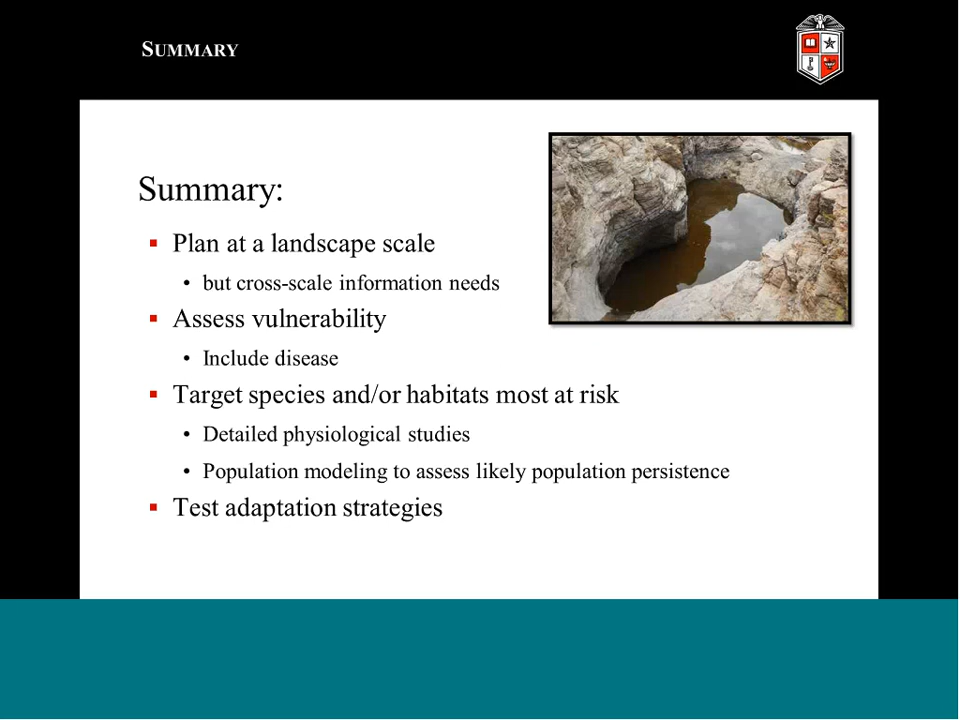 SUMMARY
Summary:
▪ Plan at a landscape scale
• but cross-scale information needs
▪ Assess vulnerability
• Include disease
▪ Target species and/or habitats most at risk
• Detailed physiological studies
• Population modeling to assess likely population persistence
▪ Test adaptation strategies